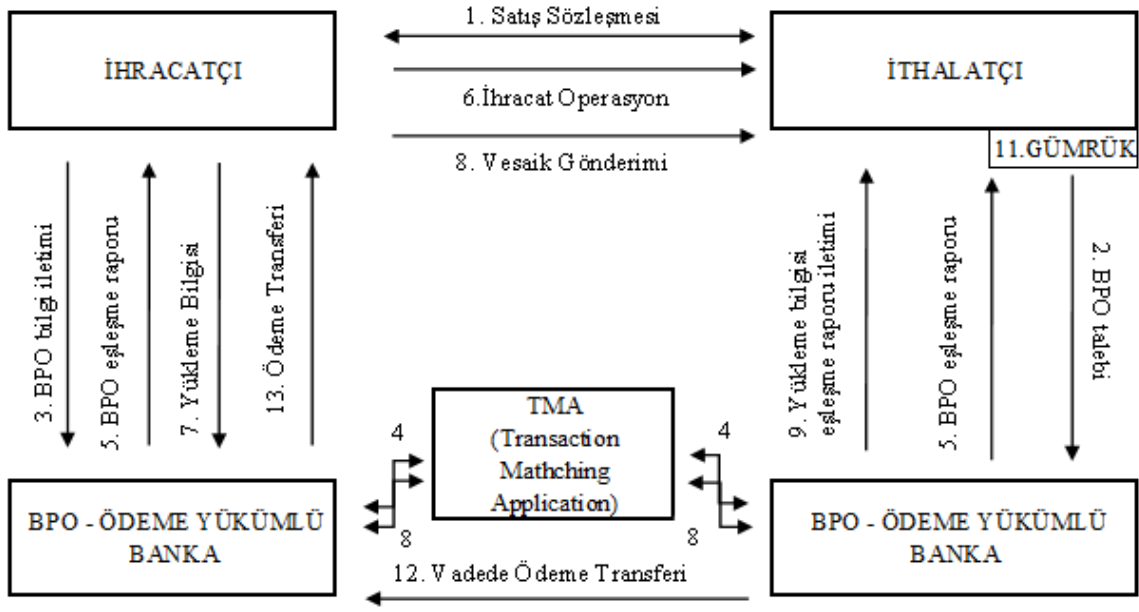 1. Satış Sözleşmesi
İHRACATÇI
İTHALATÇI
6.İhracat Operasyon
8. Vesaik Gönderimi
11.GÜMRÜK
3. BPO bilgi iletimi
5. BPO eşleşme raporu
7. Yükleme Bilgisi
13. Ödeme Transferi
9. Yükleme bilgisi
eşleşme raporu iletimi
5. BPO eşleşme raporu
2. BPO talebi
TMA
(Transaction
Mathching
Application)
4
4
8
8
BPO - ÖDEME YÜKÜMLÜ
BANKA
BPO - ÖDEME YÜKÜMLÜ
BANKA
12. Vadede Ödeme Transferi